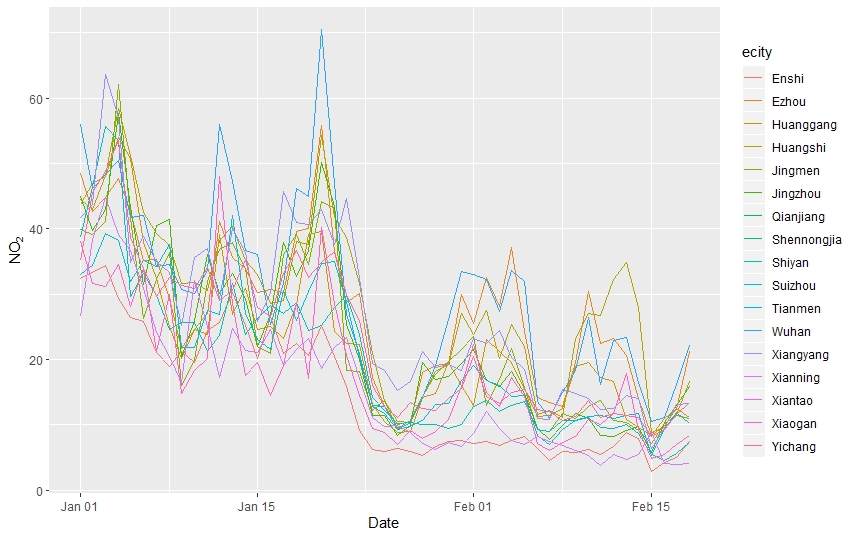 NO2
60
40
20
0
Jan 01
Jan 15
Feb 01
Feb 15
Date
ecity
Enshi
Ezhou
Huanggang
Huangshi
Jingmen
Jingzhou
Qianjiang
Shennongjia
Shiyan
Suizhou
Tianmen
Wuhan
Xiangyang
Xianning
Xiantao
Xiaogan
Yichang